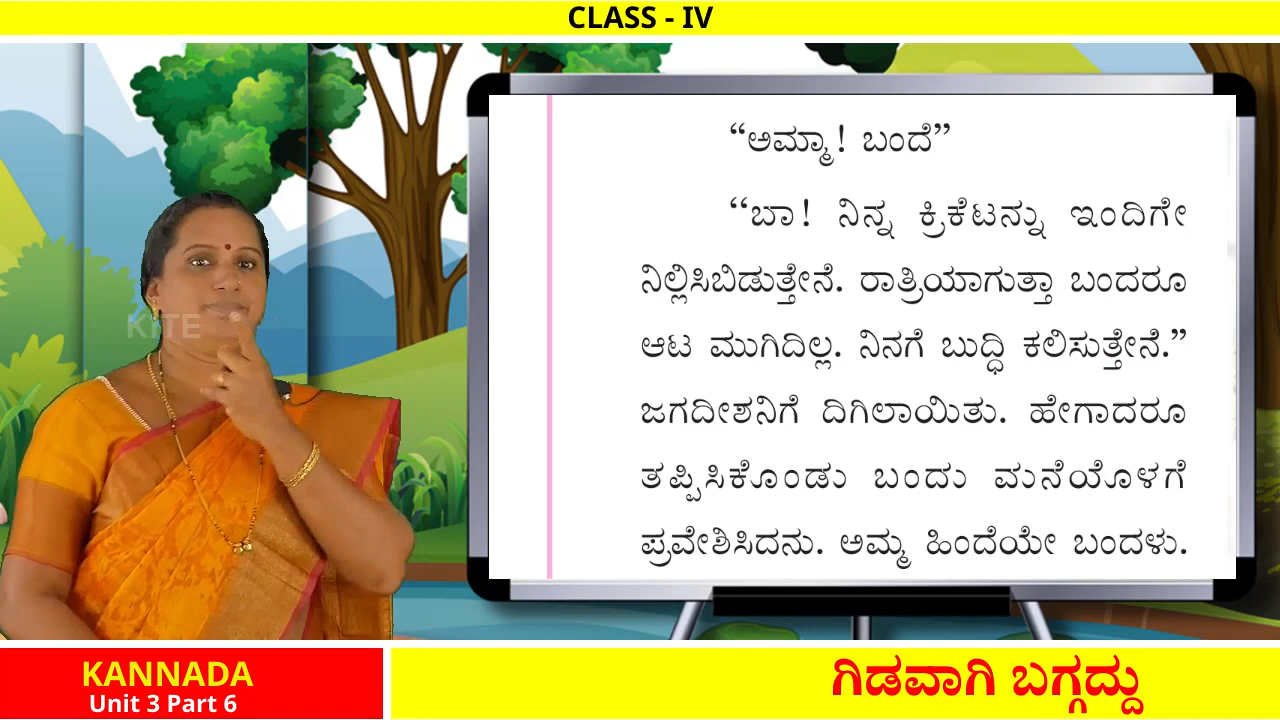 CLASS - IV
“ಅಮ್ಮಾ! ಬಂದೆ”
“ಬಾ! ನಿನ್ನ ಕ್ರಿಕೆಟನ್ನು ಇಂದಿಗೇ
ನಿಲ್ಲಿಸಿಬಿಡುತ್ತೇನೆ. ರಾತ್ರಿಯಾಗುತ್ತಾ ಬಂದರೂ
ಆಟ ಮುಗಿದಿಲ್ಲ. ನಿನಗೆ ಬುದ್ಧಿ ಕಲಿಸುತ್ತೇನೆ.”
ಜಗದೀಶನಿಗೆ ದಿಗಿಲಾಯಿತು. ಹೇಗಾದರೂ
ತಪ್ಪಿಸಿಕೊಂಡು ಬಂದು ಮನೆಯೊಳಗೆ
ಪ್ರವೇಶಿಸಿದನು. ಅಮ್ಮ ಹಿಂದೆಯೇ ಬಂದಳು.
KITE
KANNADA
Unit 3 Part 6
ಗಿಡವಾಗಿ ಬಗ್ಗದ್ದು